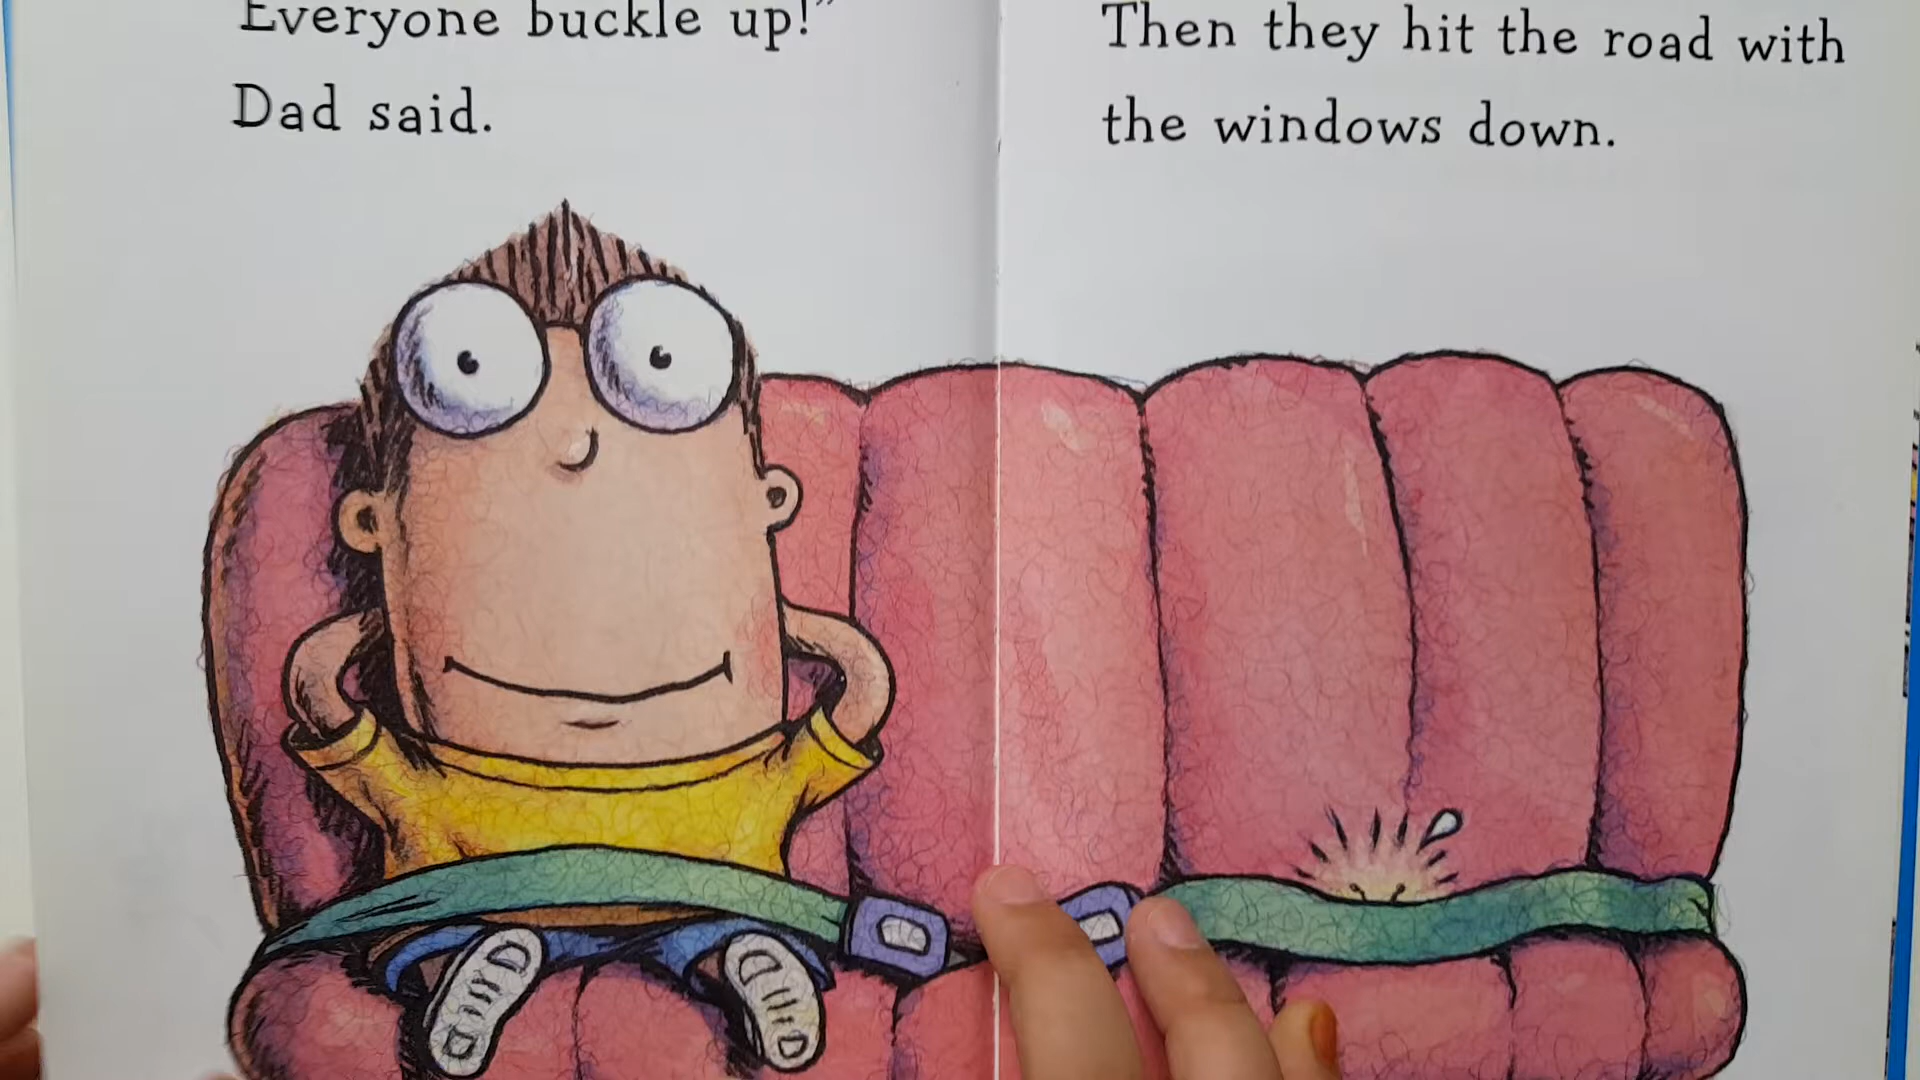 Everyone buckle up!”
Dad said.
Then they hit the road with
the windows down.